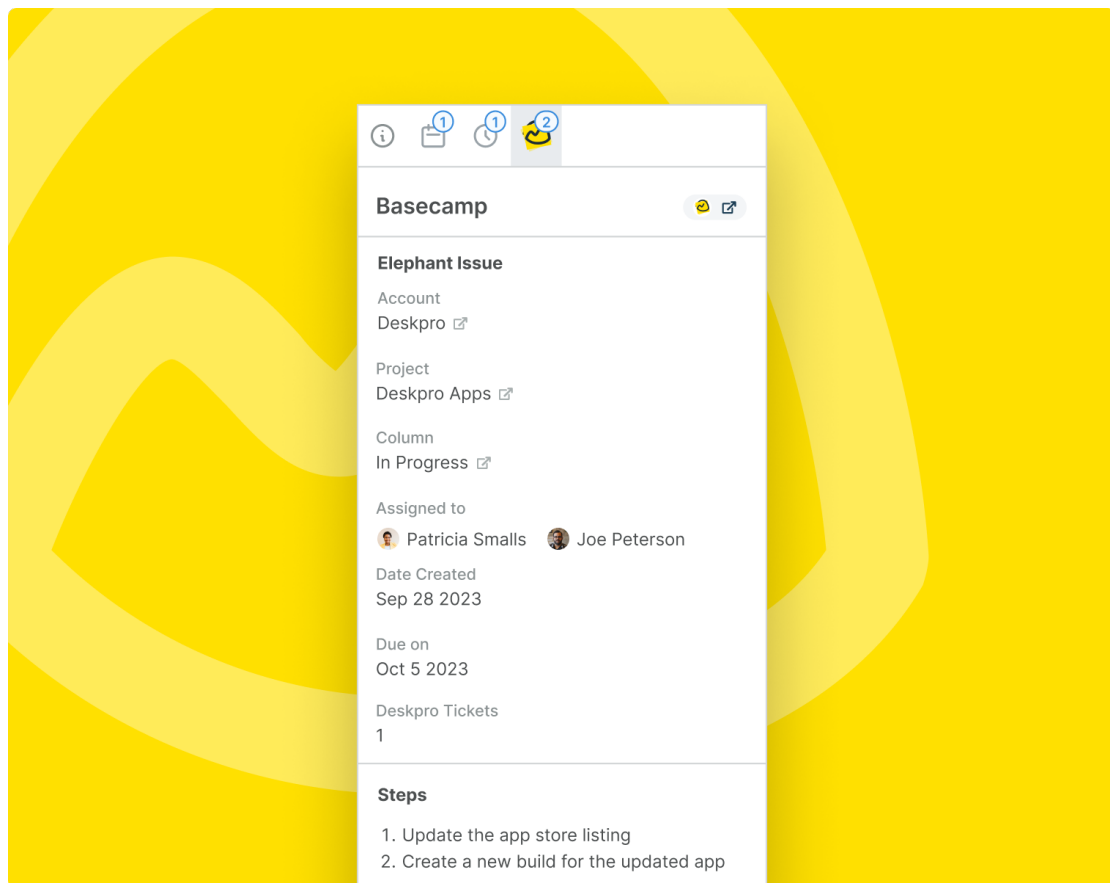 1 1 2
Basecamp
Elephant Issue
Account
Deskpro
Project
Deskpro Apps
Column
In Progress
Assigned to
Patricia Smalls Joe Peterson
Date Created
Sep 28 2023
Due on
Oct 5 2023
Deskpro Tickets
1
Steps
1. Update the app store listing
2. Create a new build for the updated app